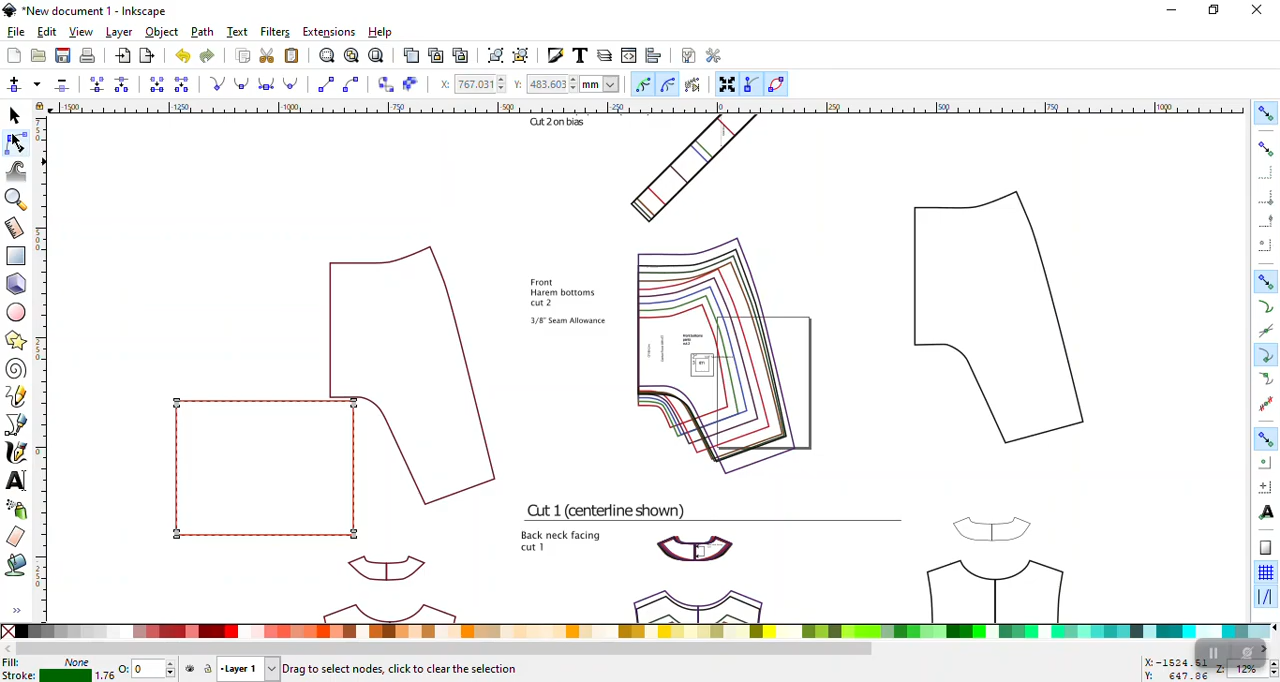 *New document 1 - Inkscape
File Edit View Layer Object Path Text Filters Extensions Help
X: 767.031 Y: 483.603 mm
Cut 2 on bias
Front
Harem bottoms
cut 2
3/8" Seam Allowance
Cut 1 (centerline shown)
Back neck facing
cut 1
Fill: None O: 0 Layer 1 Drag to select nodes, click to clear the selection X: -1524.51 Z: 12%
Stroke: 1.76 Y: 647.86